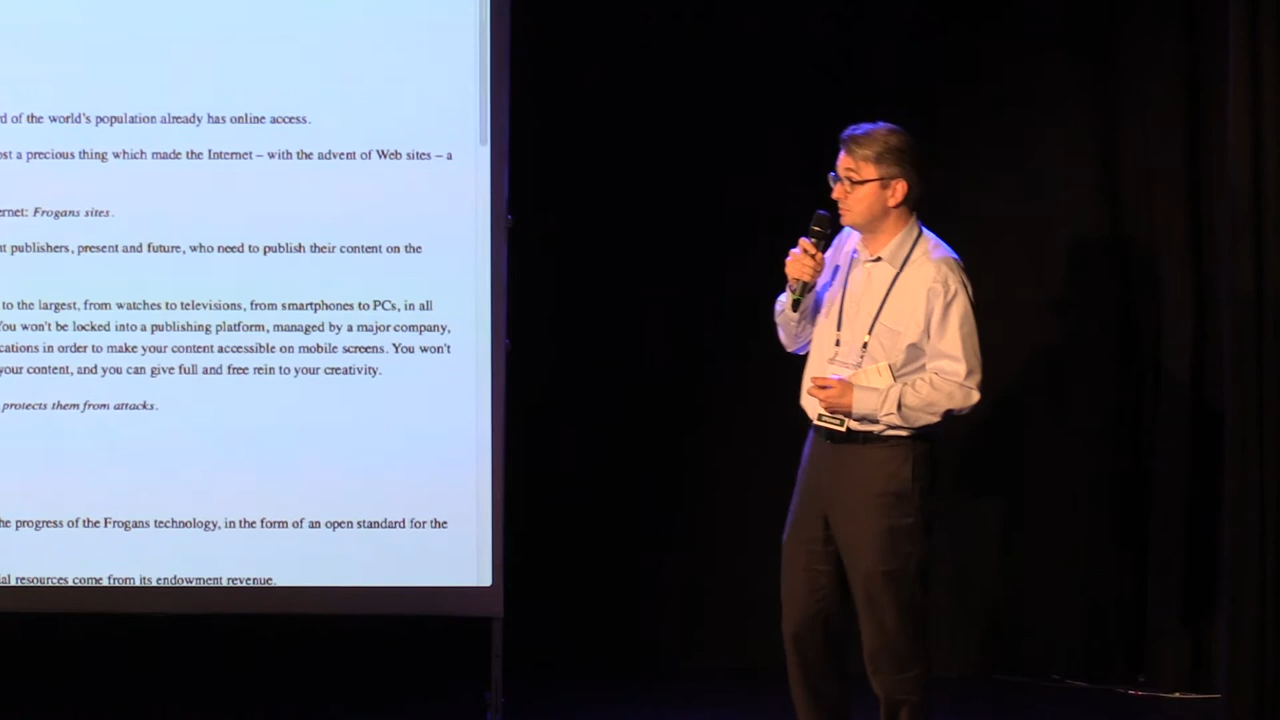 d of the world's population already has online access.
ost a precious thing which made the Internet – with the advent of Web sites – a
ernet: Frogans sites.
nt publishers, present and future, who need to publish their content on the
to the largest, from watches to televisions, from smartphones to PCs, in all
You won't be locked into a publishing platform, managed by a major company,
cations in order to make your content accessible on mobile screens. You won't
your content, and you can give full and free rein to your creativity.
protects them from attacks.
he progress of the Frogans technology, in the form of an open standard for the
ial resources come from its endowment revenue.